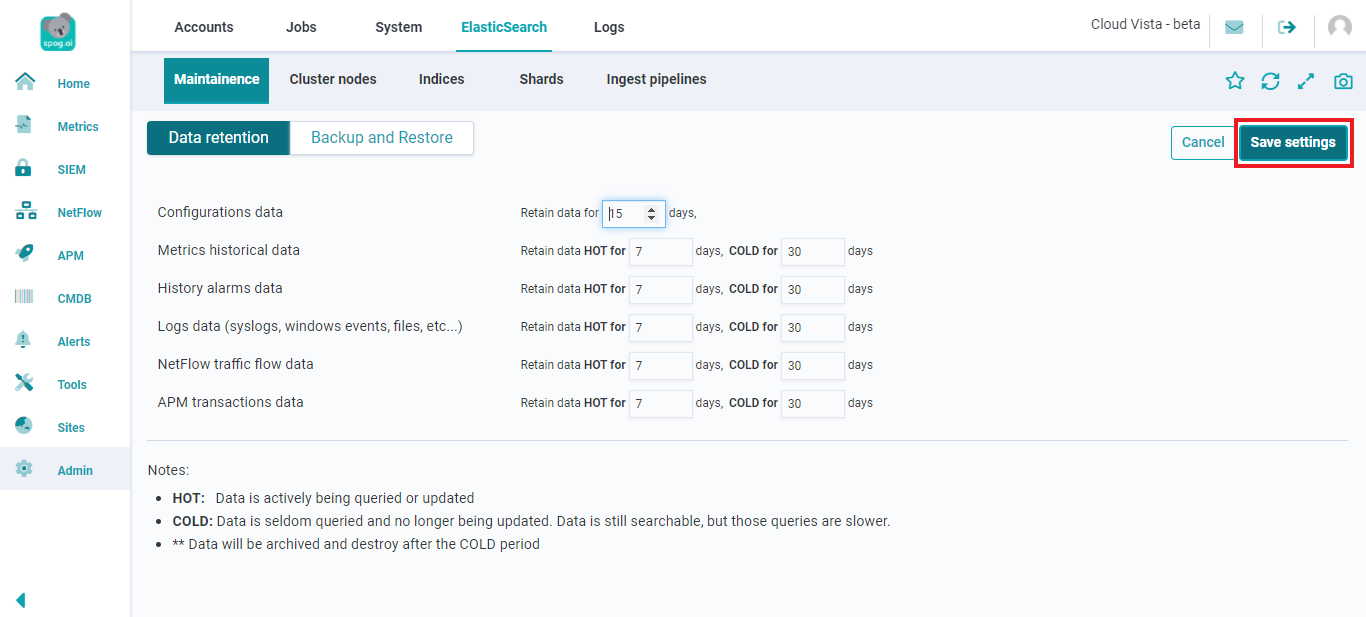 spog.ai
Accounts Jobs System ElasticSearch Logs
Cloud Vista - beta
Maintainence Cluster nodes Indices Shards Ingest pipelines
Home
Metrics
SIEM
NetFlow
APM
CMDB
Alerts
Tools
Sites
Admin
Data retention Backup and Restore
Cancel Save settings
Configurations data Retain data for 15 days,
Metrics historical data Retain data HOT for 7 days, COLD for 30 days
History alarms data Retain data HOT for 7 days, COLD for 30 days
Logs data (syslogs, windows events, files, etc...) Retain data HOT for 7 days, COLD for 30 days
NetFlow traffic flow data Retain data HOT for 7 days, COLD for 30 days
APM transactions data Retain data HOT for 7 days, COLD for 30 days
Notes:
• HOT: Data is actively being queried or updated
• COLD: Data is seldom queried and no longer being updated. Data is still searchable, but those queries are slower.
• ** Data will be archived and destroy after the COLD period